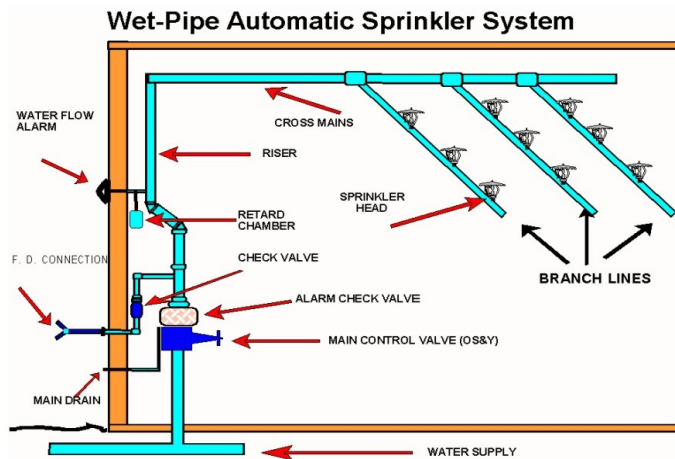 Wet-Pipe Automatic Sprinkler System
WATER FLOW
ALARM
CROSS MAINS
RISER
SPRINKLER
HEAD
RETARD
CHAMBER
F. D. CONNECTION
CHECK VALVE
BRANCH LINES
ALARM CHECK VALVE
MAIN CONTROL VALVE (OS&Y)
MAIN DRAIN
WATER SUPPLY